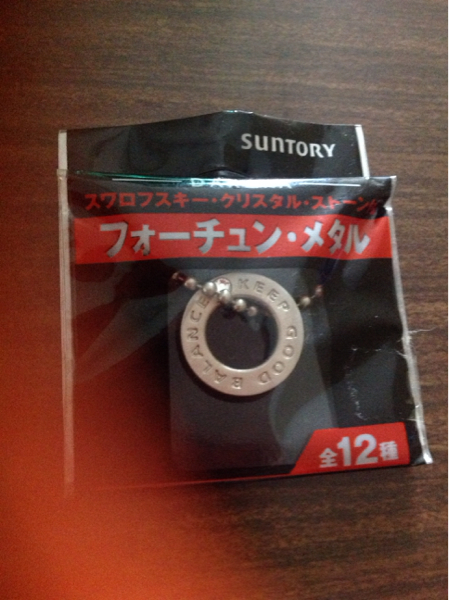 SUNTORY
スワロフスキー・クリスタル・ストーン付
フォーチュン・メタル
KEEP GOOD BALANCE
全12種